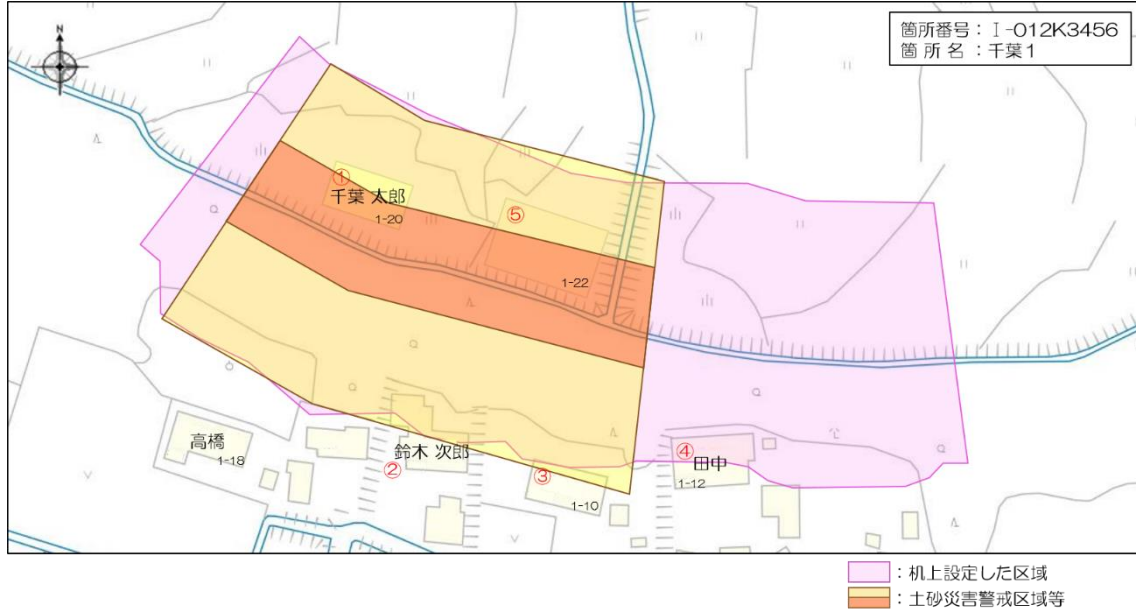 箇所番号：Ⅰ-012K3456
箇所名：千葉1
N
①
千葉 太郎
1-20
⑤
1-22
高橋
1-18
鈴木 次郎
②
③
1-10
④
田中
1-12
：机上設定した区域
：土砂災害警戒区域等